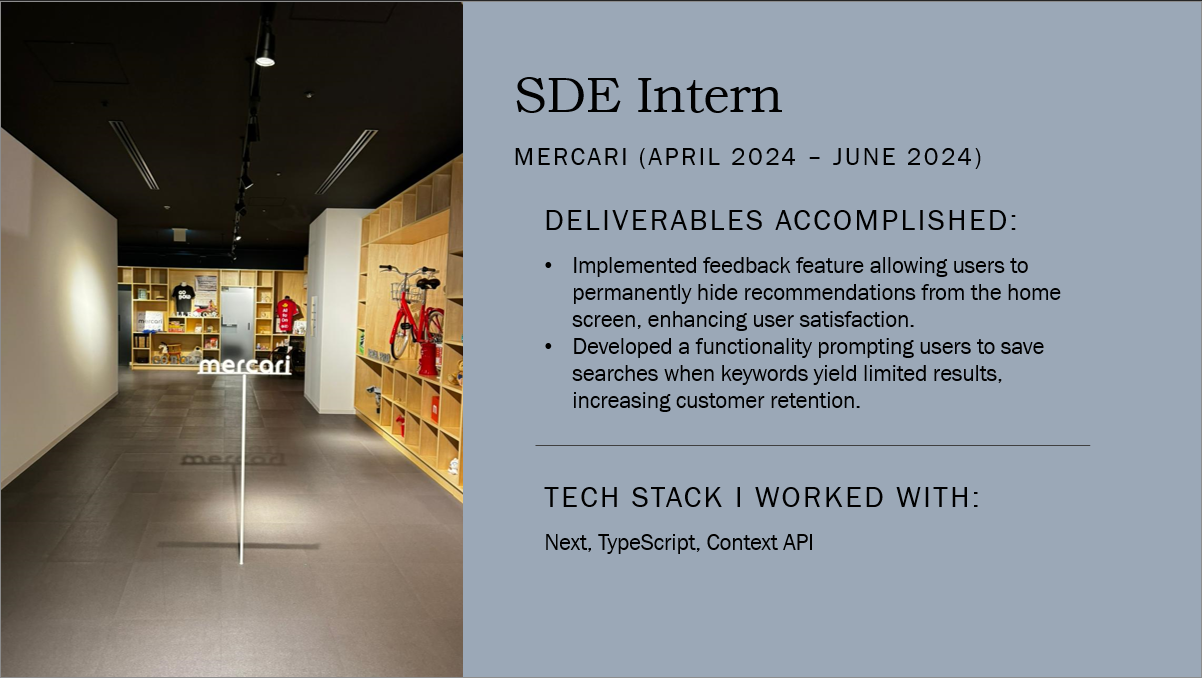 SDE Intern
MERCARI (APRIL 2024 – JUNE 2024)
DELIVERABLES ACCOMPLISHED:
• Implemented feedback feature allowing users to
permanently hide recommendations from the home
screen, enhancing user satisfaction.
• Developed a functionality prompting users to save
searches when keywords yield limited results,
increasing customer retention.
TECH STACK I WORKED WITH:
Next, TypeScript, Context API
mercari